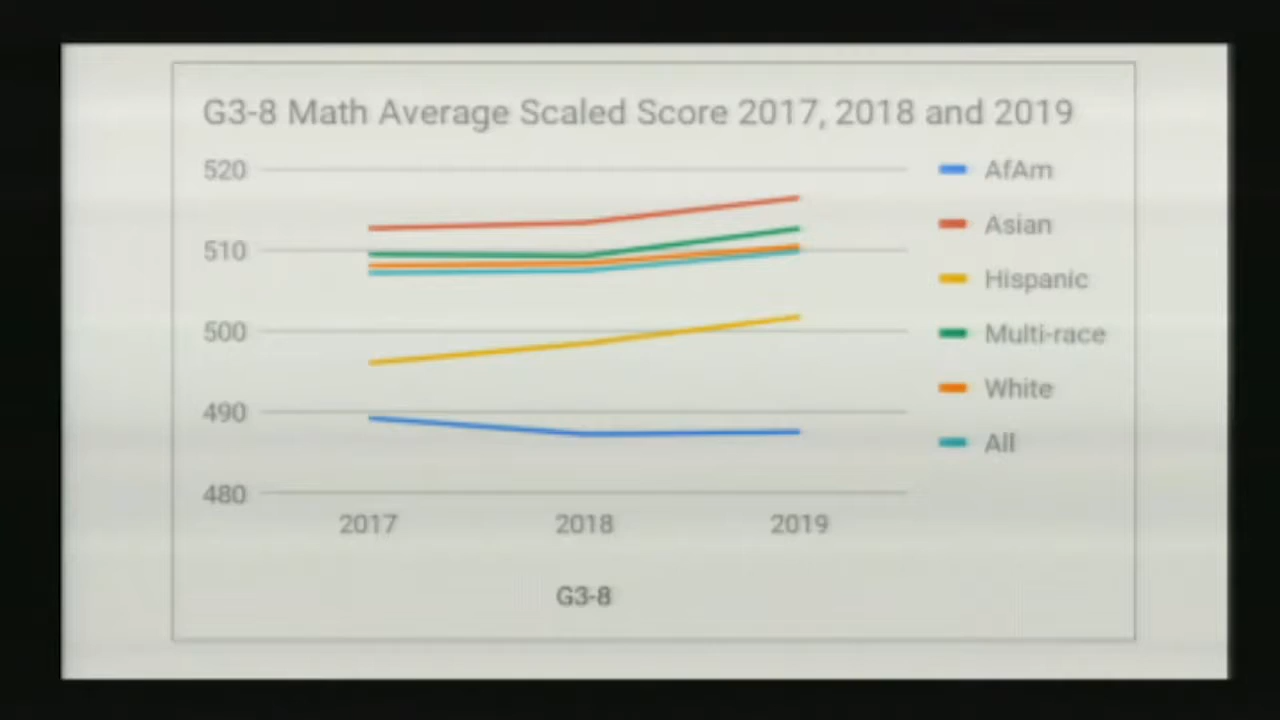 G3-8 Math Average Scaled Score 2017, 2018 and 2019
520
510
500
490
480
2017 2018 2019
G3-8
AfAm
Asian
Hispanic
Multi-race
White
All